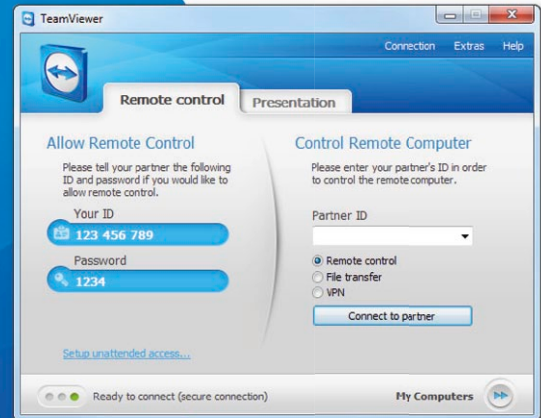 TeamViewer
Connection Extras Help
Remote control Presentation
Allow Remote Control
Please tell your partner the following
ID and password if you would like to
allow remote control.
Your ID
123 456 789
Password
1234
Setup unattended access...
Control Remote Computer
Please enter your partner's ID in order
to control the remote computer.
Partner ID
Remote control
File transfer
VPN
Connect to partner
Ready to connect (secure connection)
My Computers